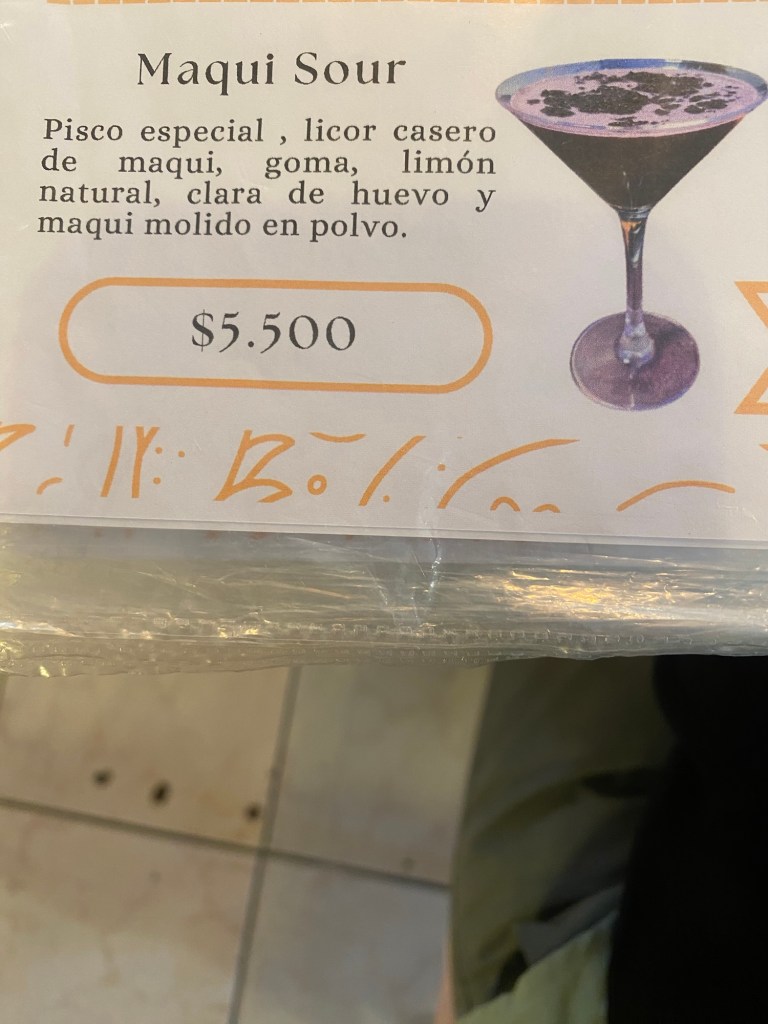 Maqui Sour
Pisco especial , licor casero
de maqui, goma, limón
natural, clara de huevo y
maqui molido en polvo.
$5.500